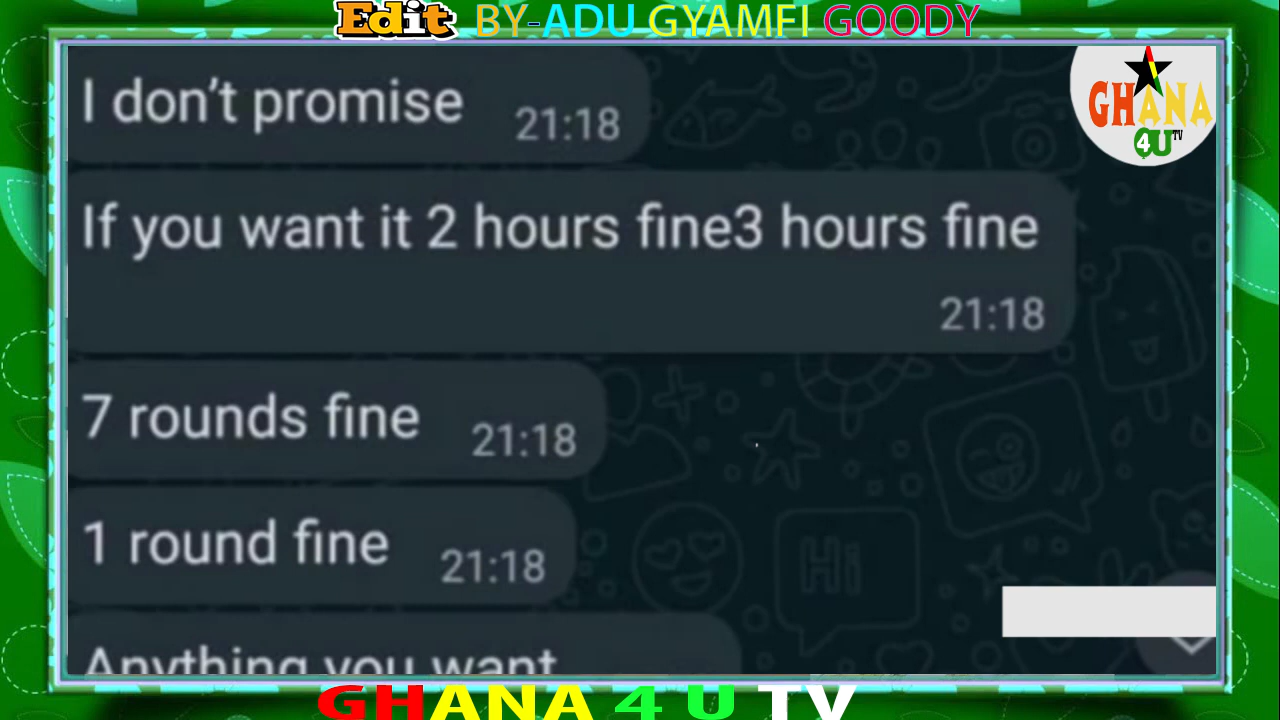 Edit BY-ADU GYAMFI GOODY
GHANA
4U TV
I don't promise
21:18
If you want it 2 hours fine3 hours fine
21:18
7 rounds fine
21:18
Hi
1 round fine
21:18
Anything you want
GHANA 4 U TV